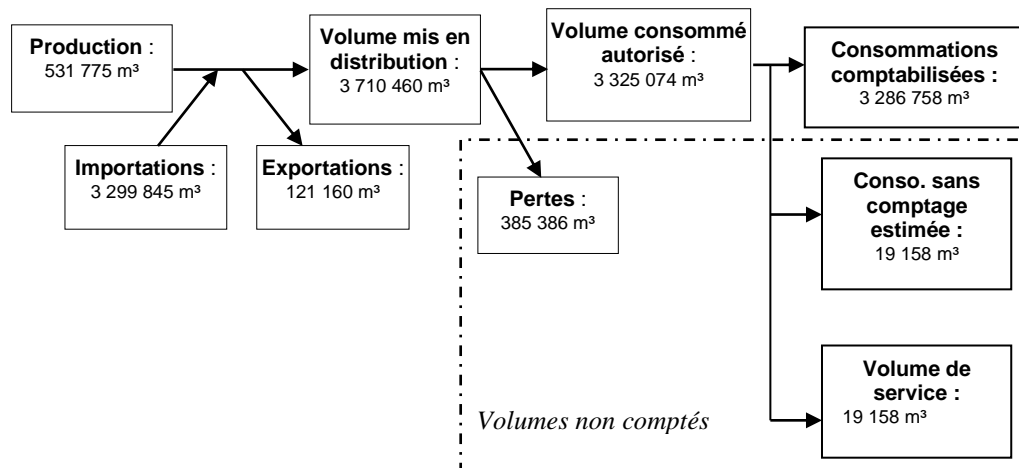 Production :
531 775 m³
Importations :
3 299 845 m³
Exportations :
121 160 m³
Volume mis en
distribution :
3 710 460 m³
Pertes :
385 386 m³
Volume consommé
autorisé :
3 325 074 m³
Consommations
comptabilisées :
3 286 758 m³
Conso. sans
comptage
estimée :
19 158 m³
Volume de
service :
19 158 m³
Volumes non comptés